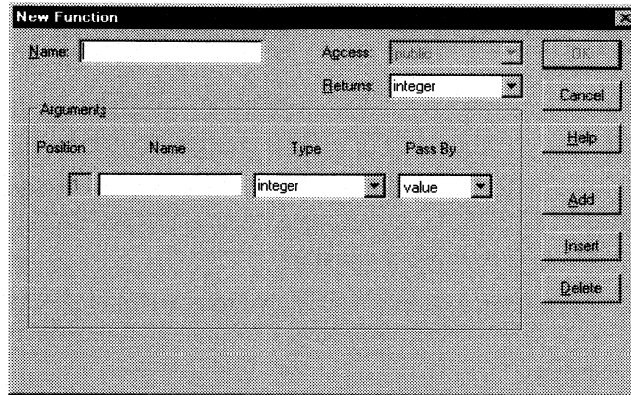 New Function
Name: Access: public OK
Returns: integer Cancel
Arguments
Help
Position Name Type Pass By
1 integer value
Add
Insert
Delete